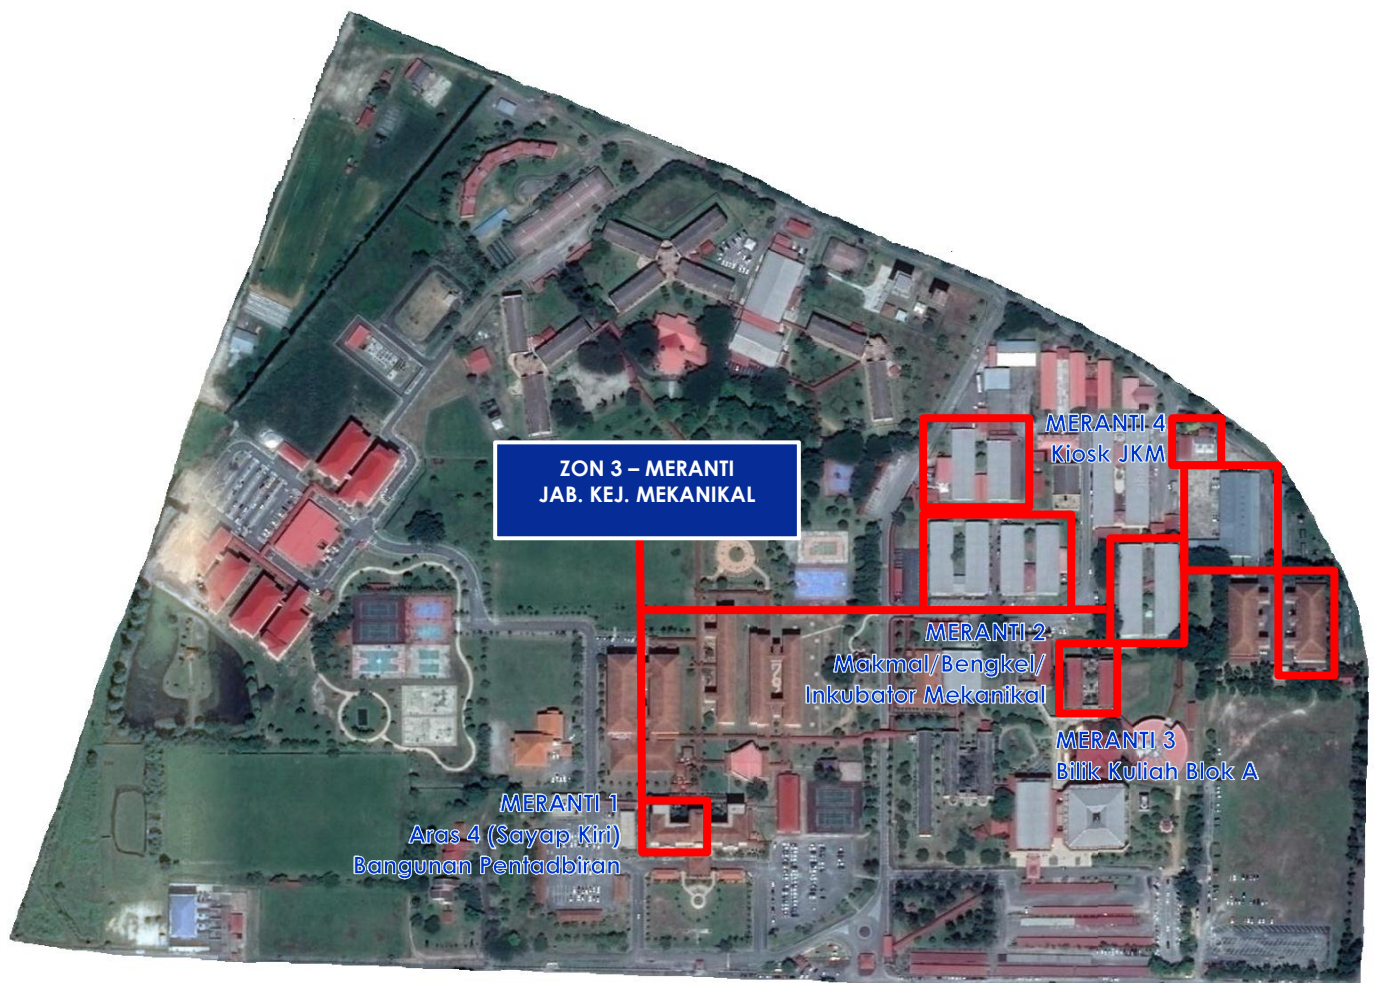 ZON 3 – MERANTI
JAB. KEJ. MEKANIKAL
MERANTI 4
Kiosk JKM
MERANTI 2
Makmal/Bengkel/
Inkubator Mekanikal
MERANTI 3
Bilik Kuliah Blok A
MERANTI 1
Aras 4 (Sayap Kiri)
Bangunan Pentadbiran